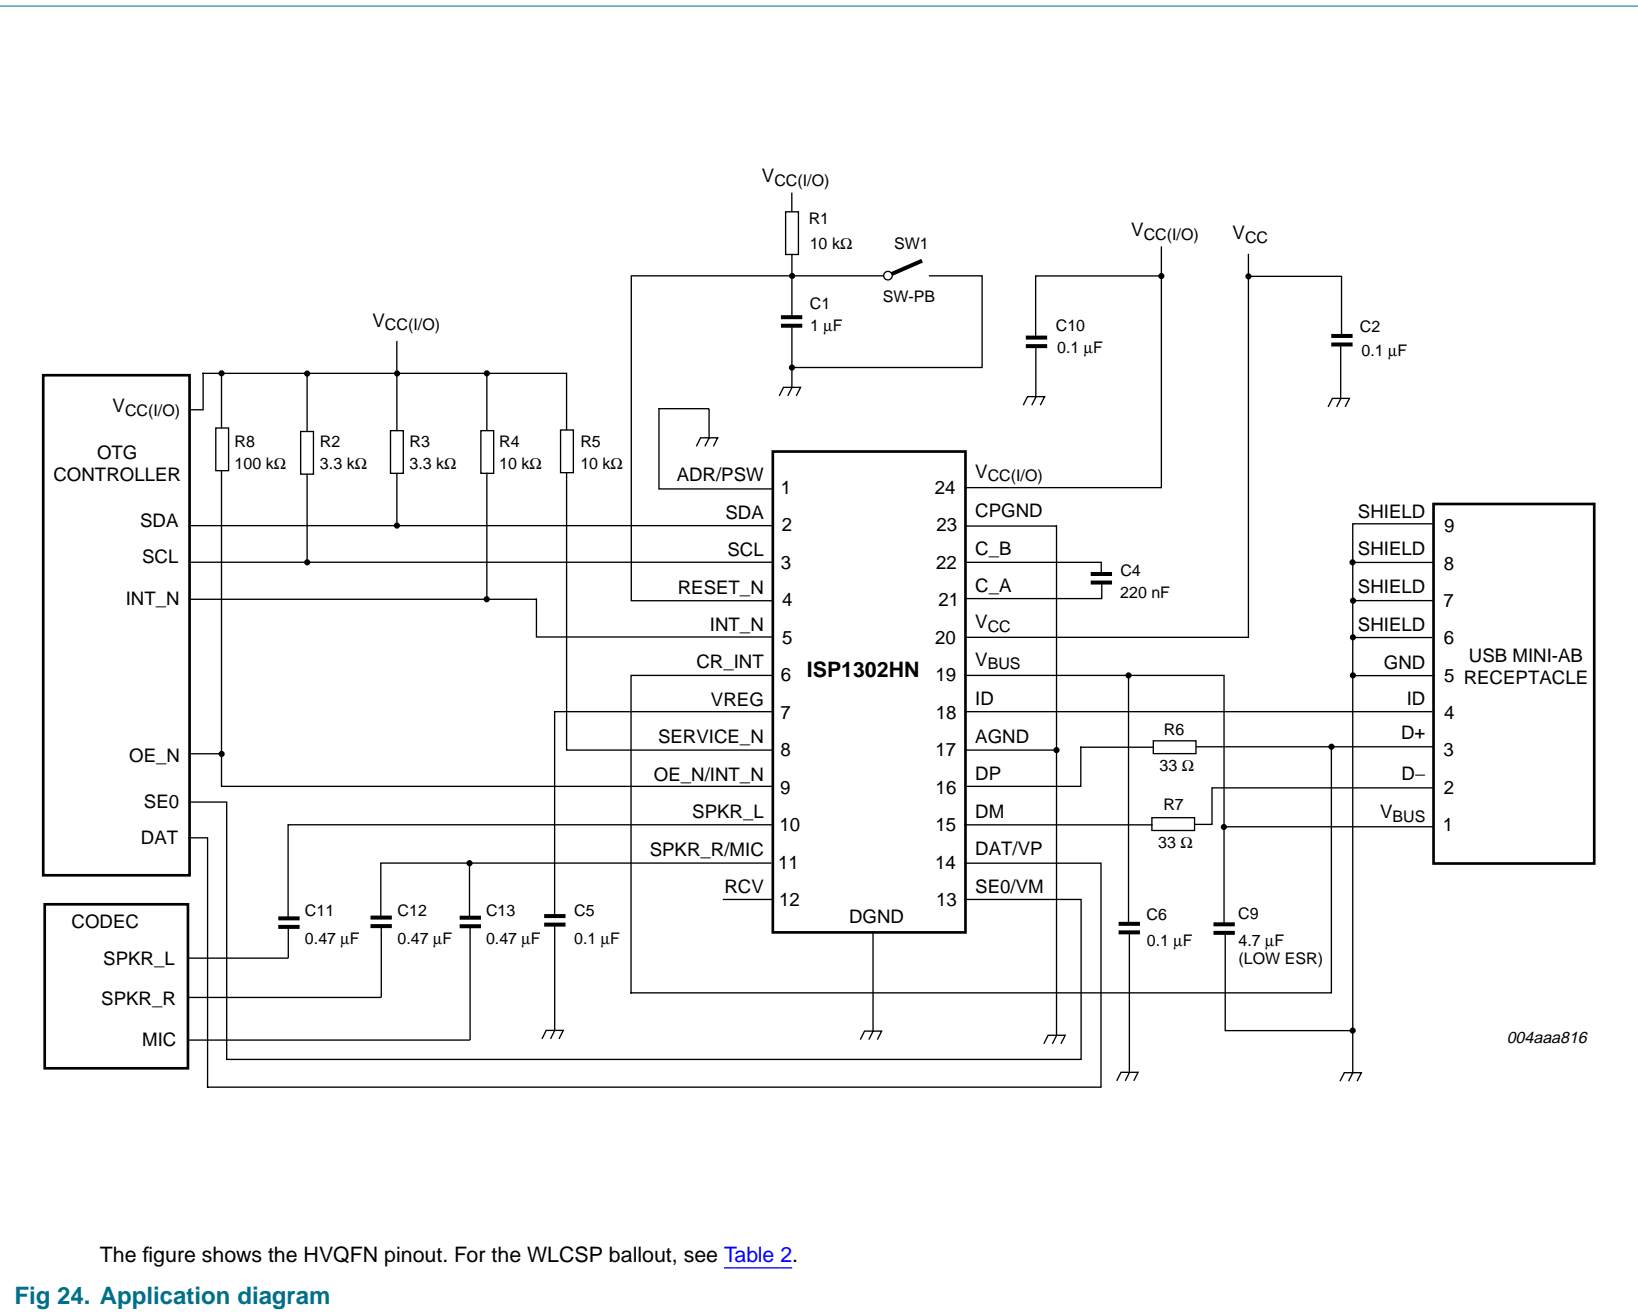 VCC(I/O)
R1
10 kΩ
SW1
SW-PB
C1
1 μF
VCC(I/O)
VCC
C10
0.1 μF
C2
0.1 μF
VCC(I/O)
R8
100 kΩ
R2
3.3 kΩ
R3
3.3 kΩ
R4
10 kΩ
R5
10 kΩ
VCC(I/O)
OTG
CONTROLLER
SDA
SCL
INT_N
OE_N
SE0
DAT
CODEC
SPKR_L
SPKR_R
MIC
C11
0.47 μF
C12
0.47 μF
C13
0.47 μF
C5
0.1 μF
ADR/PSW 1
SDA 2
SCL 3
RESET_N 4
INT_N 5
CR_INT 6
VREG 7
SERVICE_N 8
OE_N/INT_N 9
SPKR_L 10
SPKR_R/MIC 11
RCV 12
ISP1302HN
DGND
24 VCC(I/O)
23 CPGND
22 C_B
21 C_A
20 VCC
19 VBUS
18 ID
17 AGND
16 DP
15 DM
14 DAT/VP
13 SE0/VM
C4
220 nF
R6
33 Ω
R7
33 Ω
C6
0.1 μF
C9
4.7 μF
(LOW ESR)
SHIELD 9
SHIELD 8
SHIELD 7
SHIELD 6
GND 5
ID 4
D+ 3
D− 2
VBUS 1
USB MINI-AB
RECEPTACLE
004aaa816
The figure shows the HVQFN pinout. For the WLCSP ballout, see Table 2.
Fig 24. Application diagram